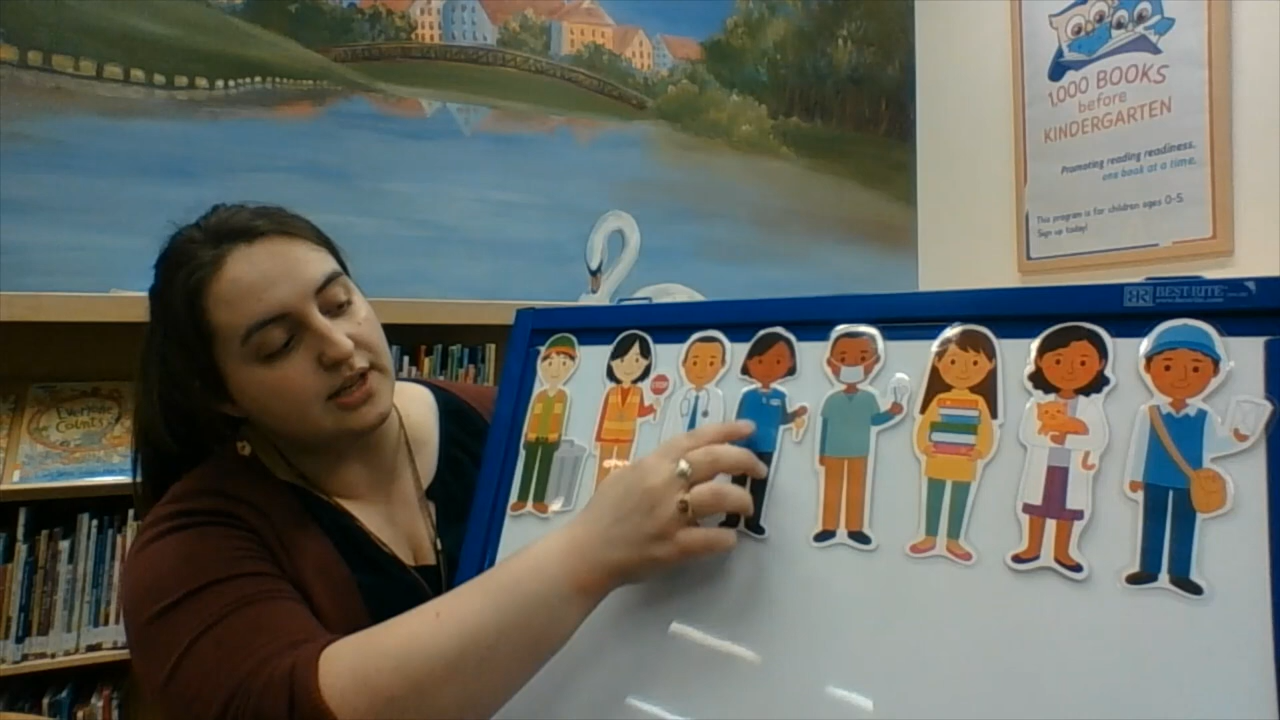 1,000 BOOKS
before
KINDERGARTEN
Promoting reading readiness,
one book at a time.
This program is for children ages 0-5.
Sign up today!
BEST-RITE
STOP
Counts